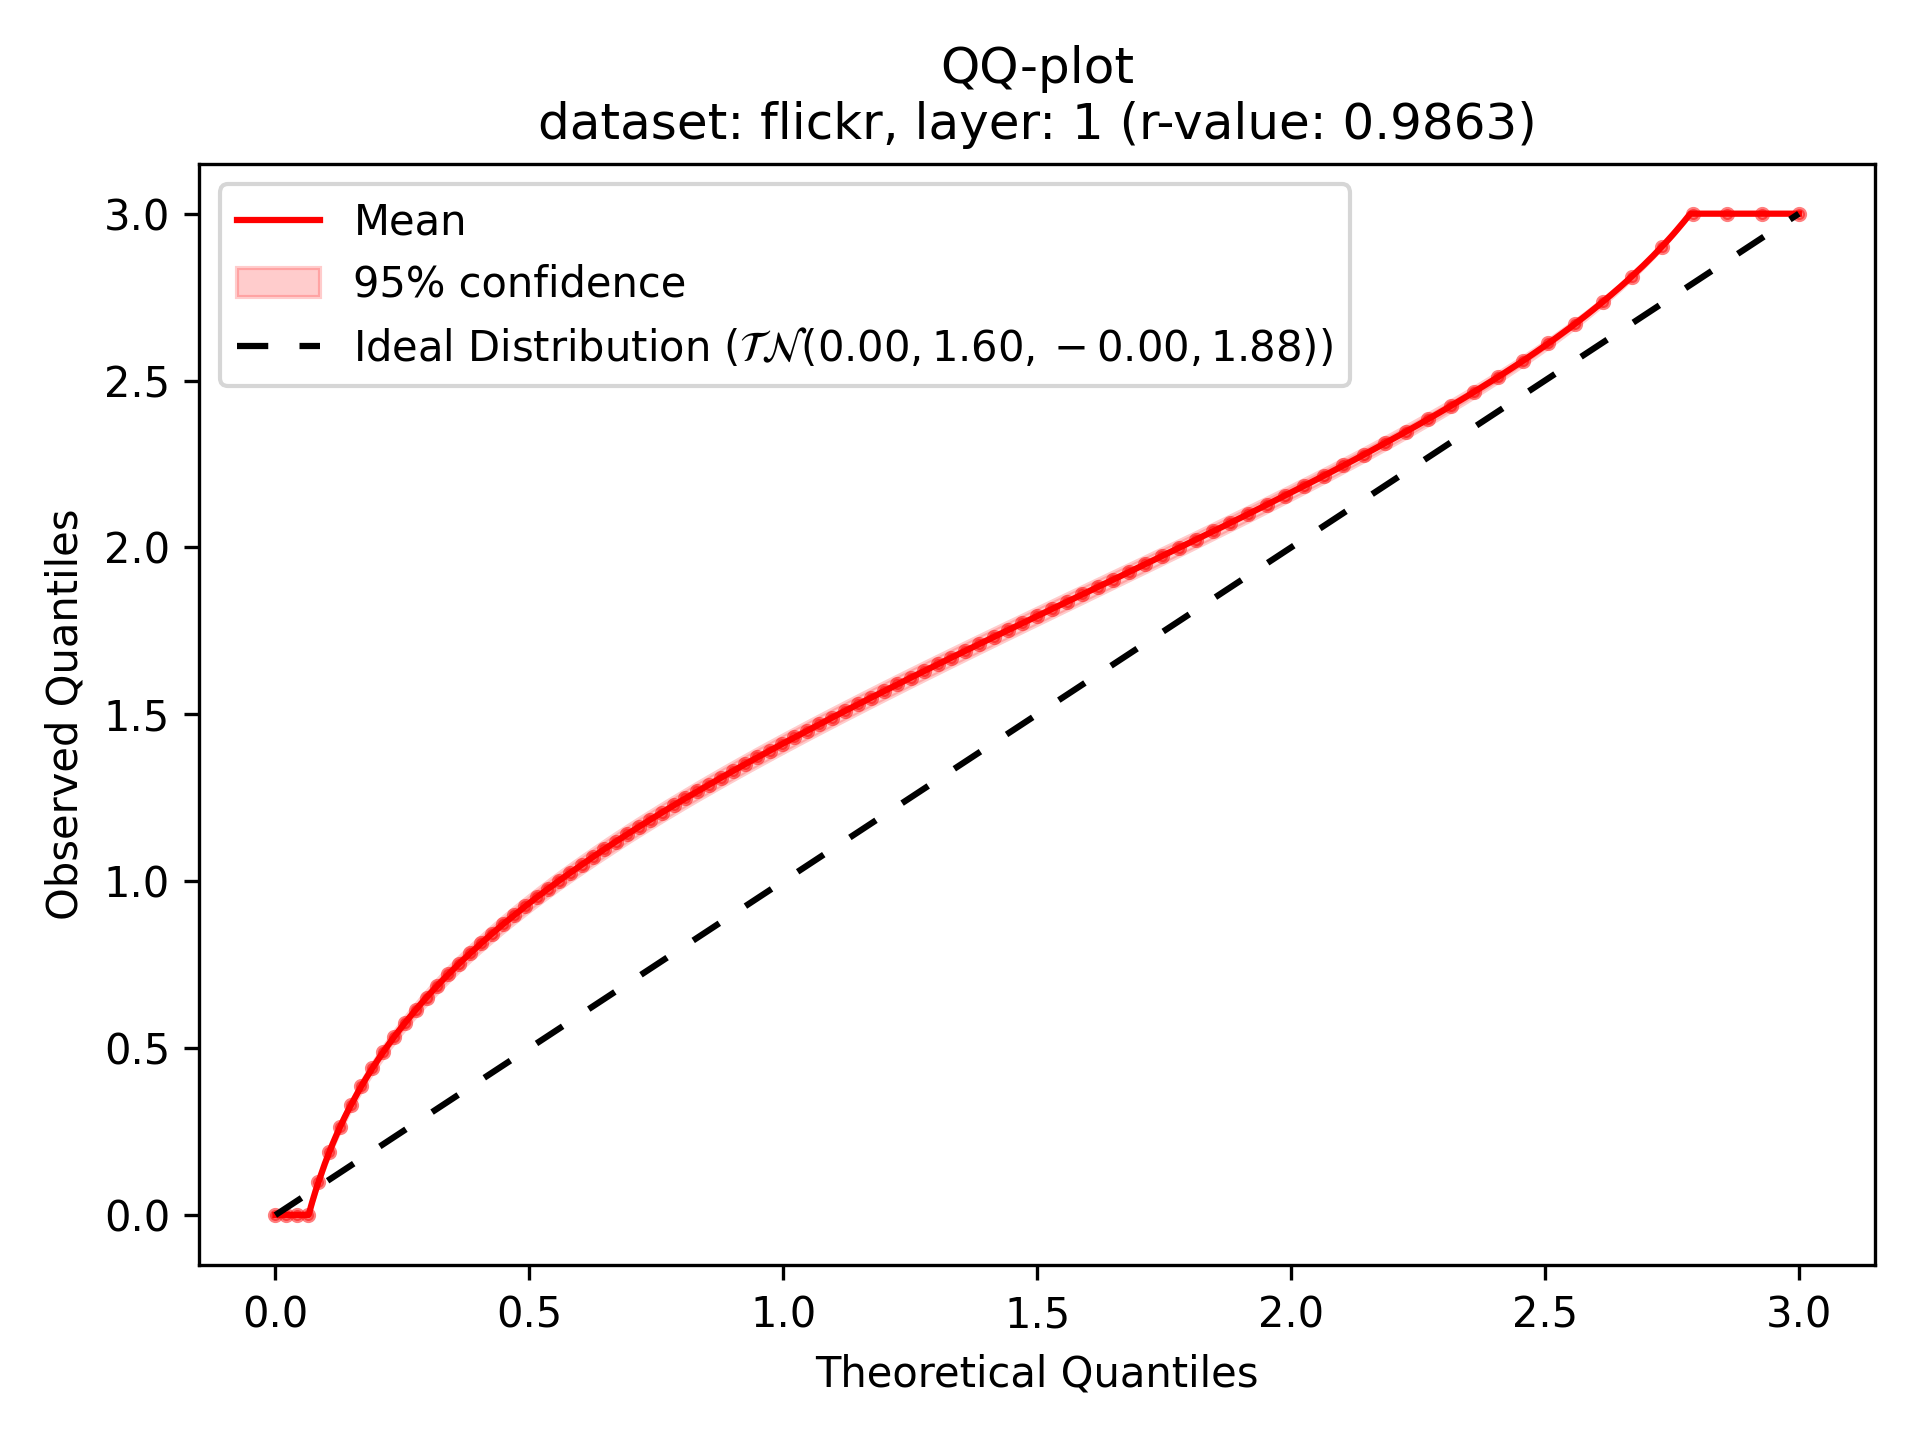 QQ-plot
dataset: flickr, layer: 1 (r-value: 0.9863)
Mean
95% confidence
Ideal Distribution (𝒯𝒩(0.00, 1.60, −0.00, 1.88))
3.0
2.5
2.0
1.5
1.0
0.5
0.0
Observed Quantiles
0.0 0.5 1.0 1.5 2.0 2.5 3.0
Theoretical Quantiles